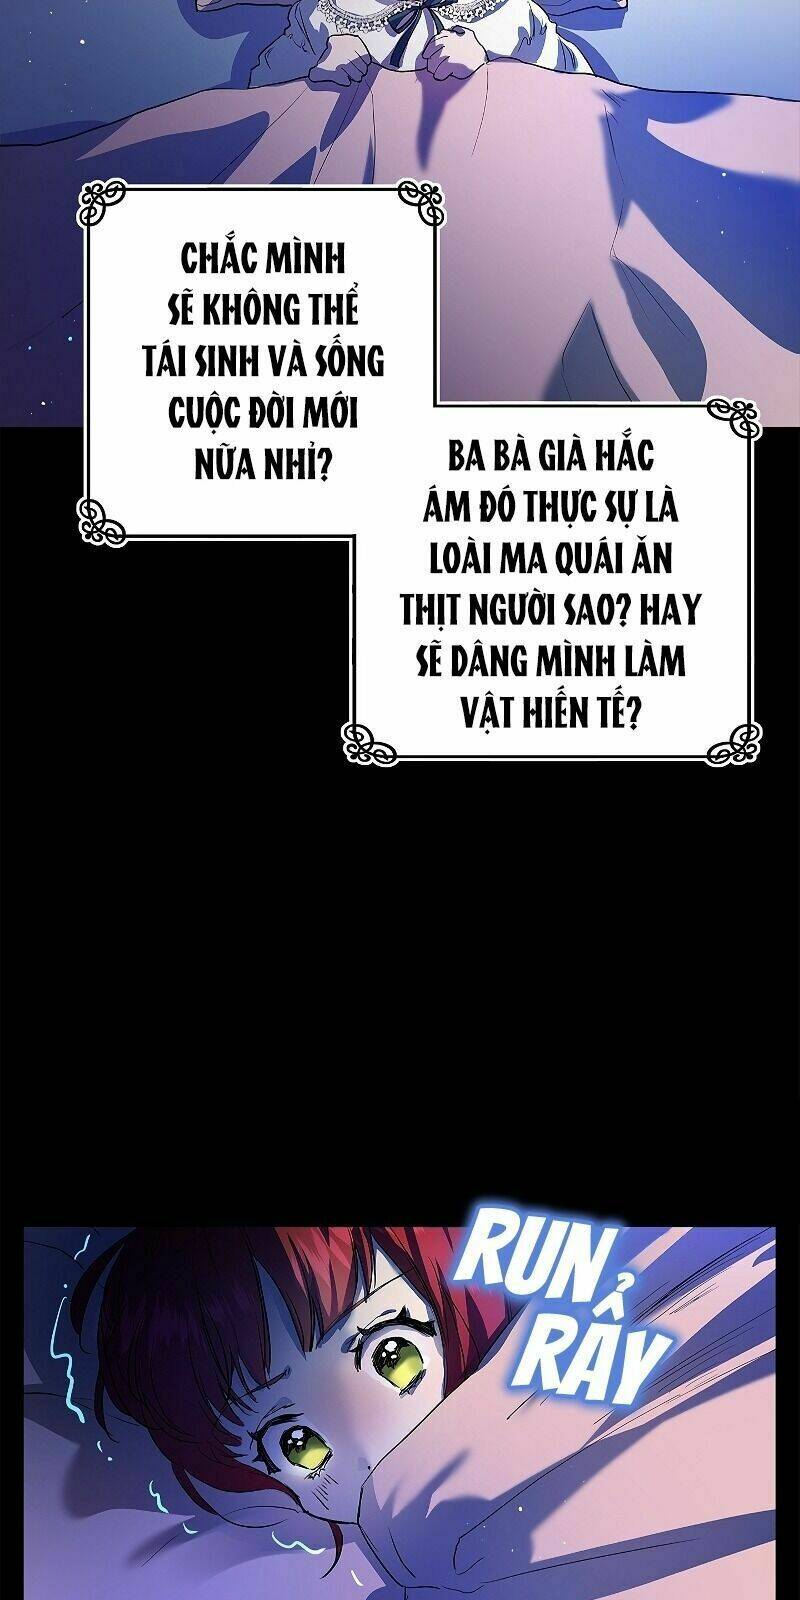 CHẮC MÌNH
SẼ KHÔNG THỂ
TÁI SINH VÀ SỐNG
CUỘC ĐỜI MỚI
NỮA NHỈ?
BA BÀ GIÀ HẮC
ÁM ĐÓ THỰC SỰ LÀ
LOÀI MA QUÁI ĂN
THỊT NGƯỜI SAO? HAY
SẼ DÂNG MÌNH LÀM
VẬT HIẾN TẾ?
RUN
RẨY